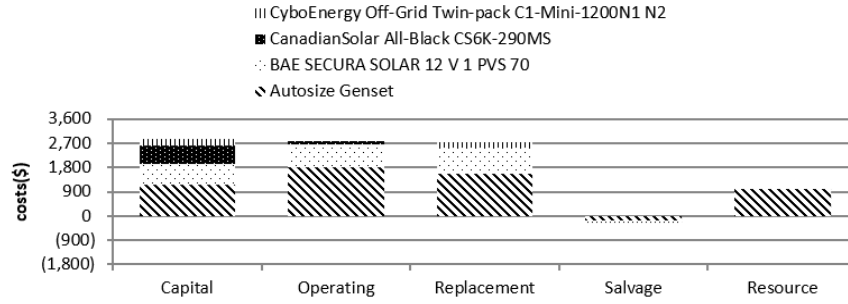 CyboEnergy Off-Grid Twin-pack C1-Mini-1200N1 N2
CanadianSolar All-Black CS6K-290MS
BAE SECURA SOLAR 12 V 1 PVS 70
Autosize Genset
costs($)
3,600
2,700
1,800
900
0
(900)
(1,800)
Capital Operating Replacement Salvage Resource